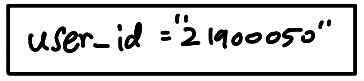 user_id = "21900050"